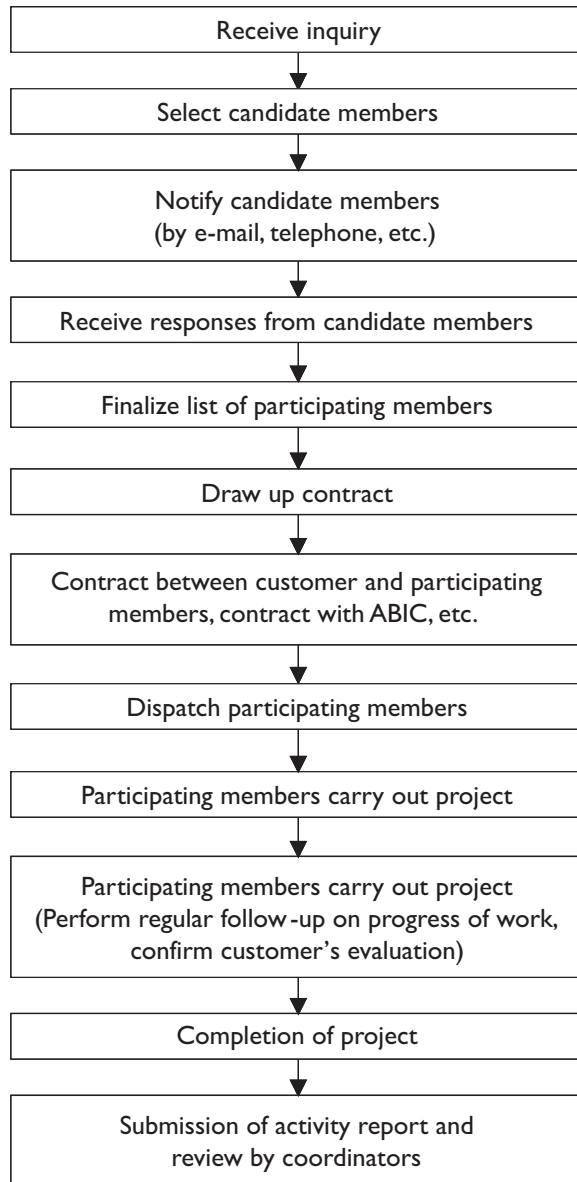 Receive inquiry
Select candidate members
Notify candidate members
(by e-mail, telephone, etc.)
Receive responses from candidate members
Finalize list of participating members
Draw up contract
Contract between customer and participating
members, contract with ABIC, etc.
Dispatch participating members
Participating members carry out project
Participating members carry out project
(Perform regular follow-up on progress of work,
confirm customer's evaluation)
Completion of project
Submission of activity report and
review by coordinators